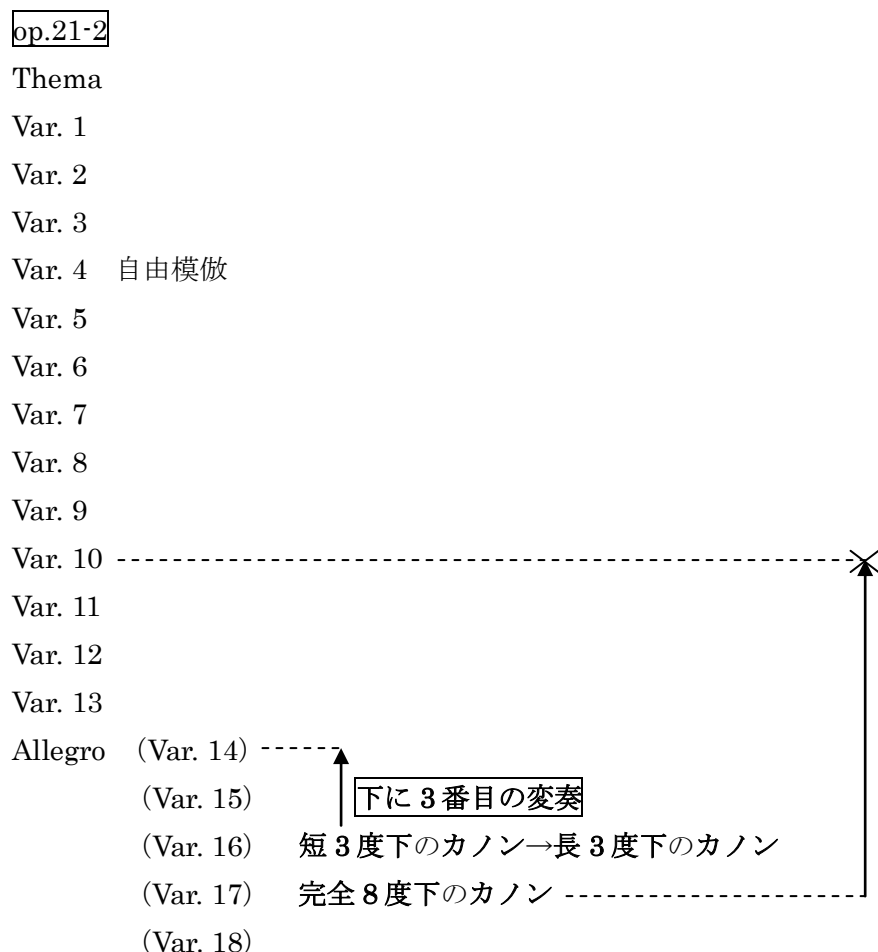 op.21-2
Thema
Var. 1
Var. 2
Var. 3
Var. 4 自由模倣
Var. 5
Var. 6
Var. 7
Var. 8
Var. 9
Var. 10
Var. 11
Var. 12
Var. 13
Allegro (Var. 14)
(Var. 15) 下に 3 番目の変奏
(Var. 16) 短 3 度下のカノン→長 3 度下のカノン
(Var. 17) 完全 8 度下のカノン
(Var. 18)